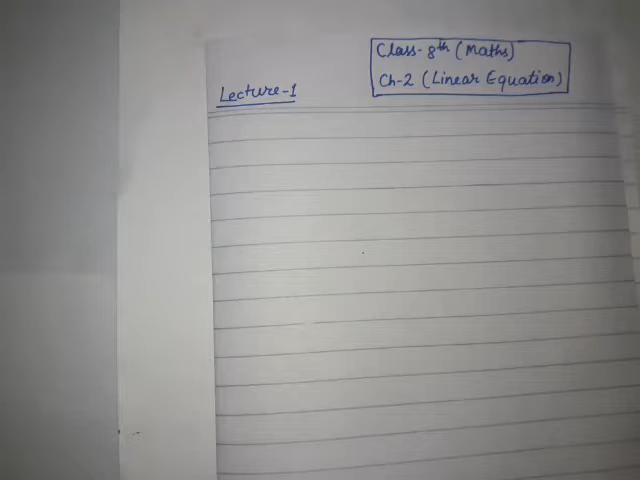 Class-8th (Maths)
Ch-2 (Linear Equation)
Lecture-1